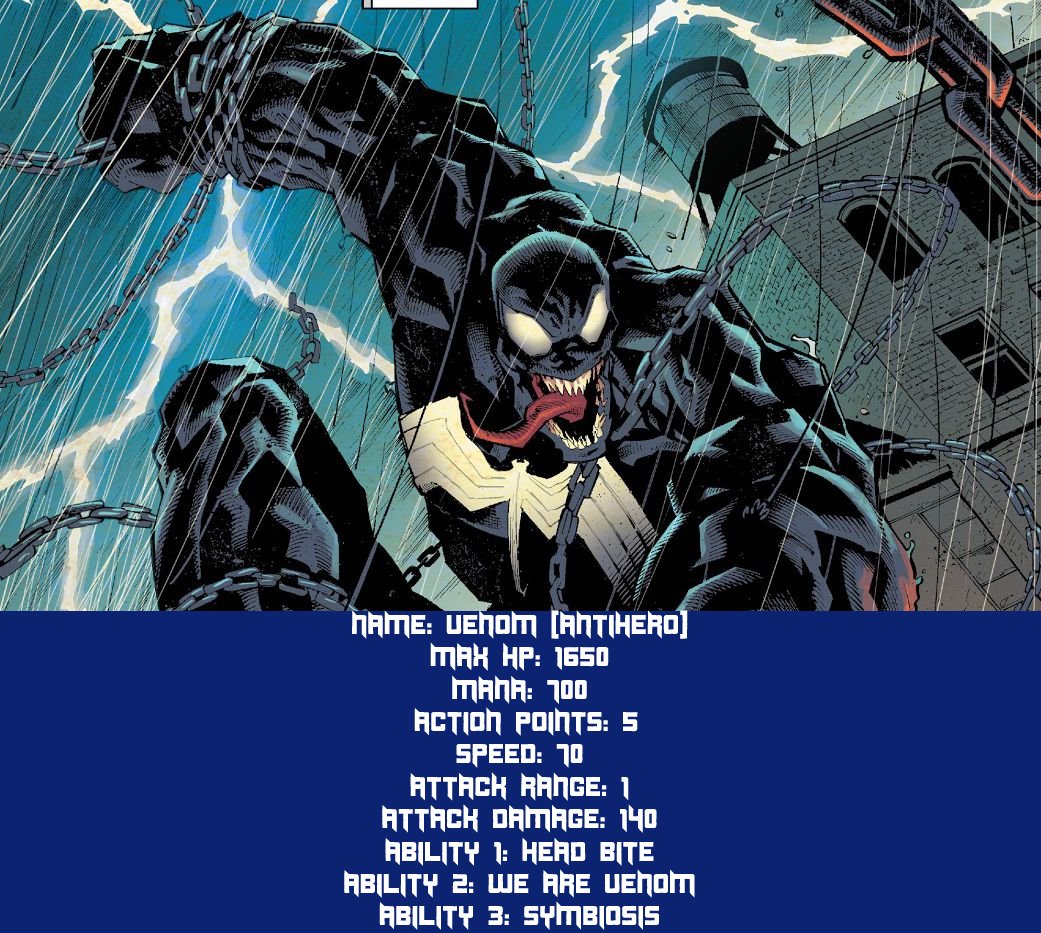 NAME: VENOM [ANTIHERO]
MAX HP: 1650
MANA: 700
ACTION POINTS: 5
SPEED: 70
ATTACK RANGE: 1
ATTACK DAMAGE: 140
ABILITY 1: HEAD BITE
ABILITY 2: WE ARE VENOM
ABILITY 3: SYMBIOSIS